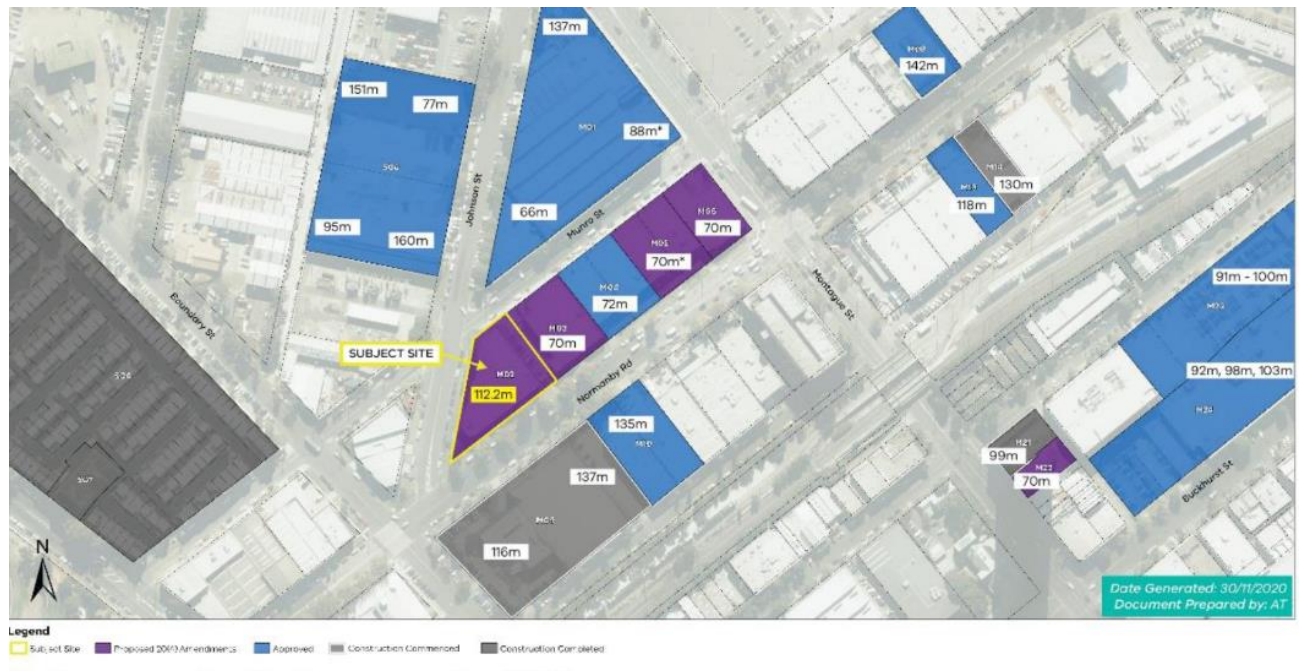 137m
142m
151m
77m
M01
88m*
S06
Johnson St
130m
118m
95m
160m
66m
Munro St
70m
70m*
72m
70m
Montague St
91m - 100m
Boundary St
SUBJECT SITE
112.2m
Normanby Rd
92m, 98m, 103m
135m
M21
99m
70m
137m
116m
Buckhurst St
N
Date Generated: 30/11/2020
Document Prepared by: AT
Legend
Subject Site
Approved
Construction Commenced
Construction Completed